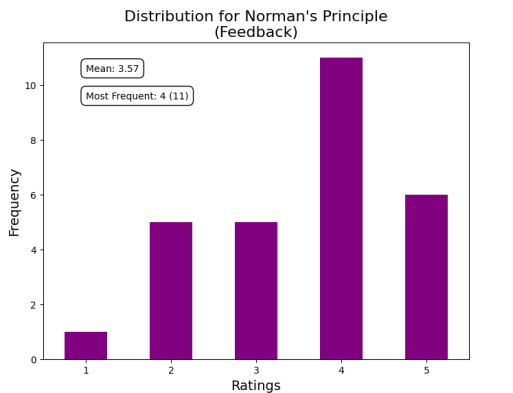 Distribution for Norman's Principle
(Feedback)
Mean: 3.57
Most Frequent: 4 (11)
Frequency
10
8
6
4
2
0
1 2 3 4 5
Ratings